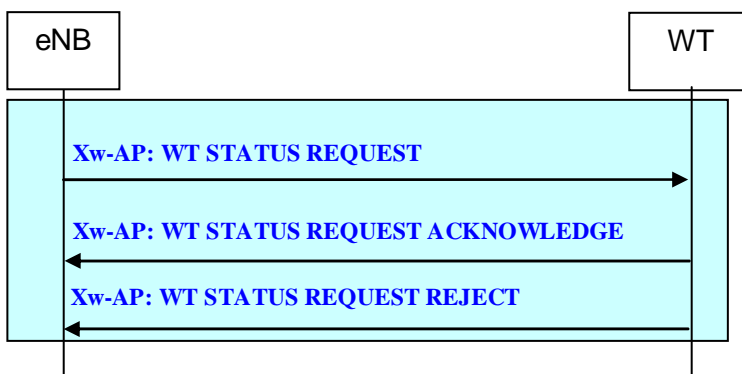 eNB
WT
Xw-AP: WT STATUS REQUEST
Xw-AP: WT STATUS REQUEST ACKNOWLEDGE
Xw-AP: WT STATUS REQUEST REJECT